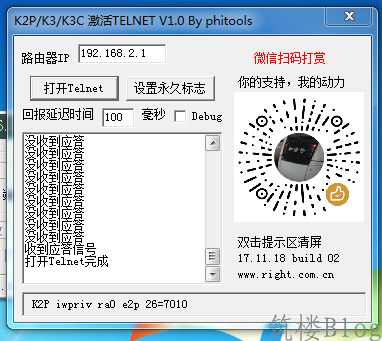 K2P/K3/K3C 激活TELNET V1.0 By phitools
路由器IP 192.168.2.1
微信扫码打赏
打开Telnet 设置永久标志
你的支持，我的动力
回报延迟时间 100 毫秒 Debug
没收到应答
没收到应答
没收到应答
没收到应答
没收到应答
没收到应答
没收到应答
没收到应答
没收到应答
收到应答信号
打开Telnet完成
双击提示区清屏
17.11.18 build 02
www.right.com.cn
K2P iwpriv ra0 e2p 26=7010
筑楼Blog